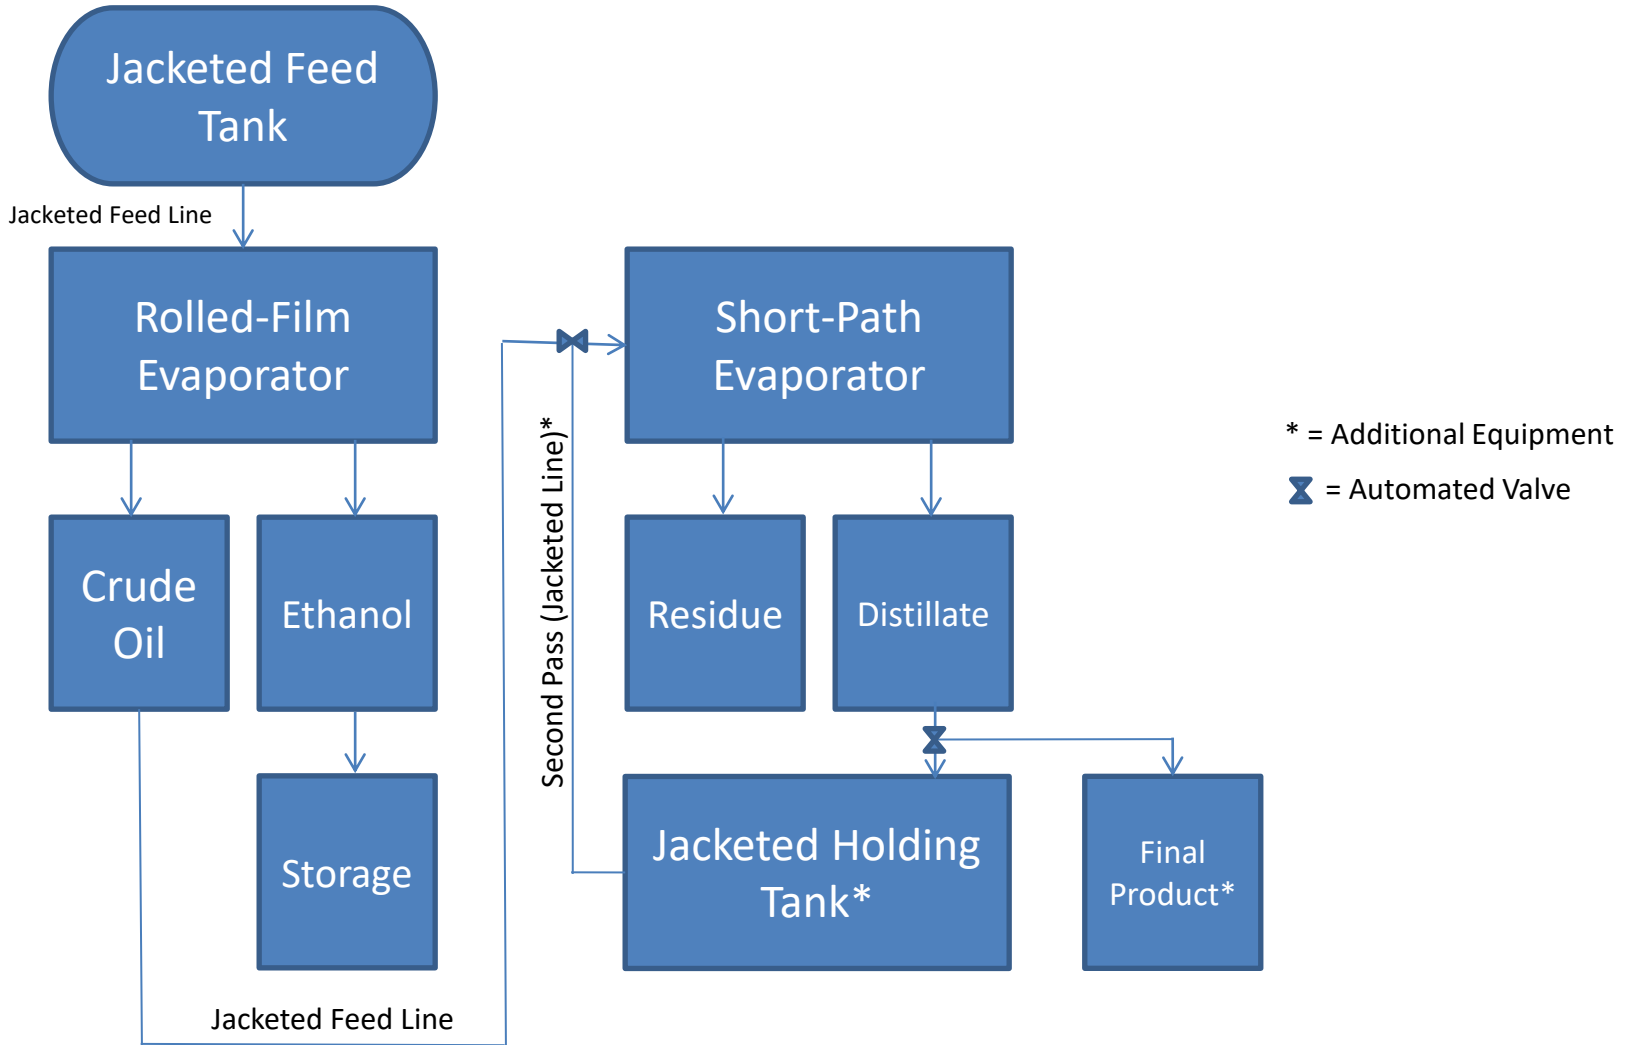 Jacketed Feed
Tank
Jacketed Feed Line
Rolled-Film
Evaporator
Short-Path
Evaporator
* = Additional Equipment
= Automated Valve
Second Pass (Jacketed Line)*
Crude
Oil
Ethanol
Residue
Distillate
Storage
Jacketed Holding
Tank*
Final
Product*
Jacketed Feed Line